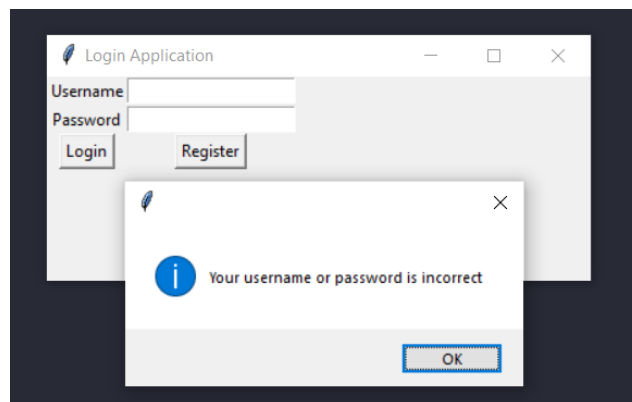 Login Application
Username
Password
Login Register
Your username or password is incorrect
OK